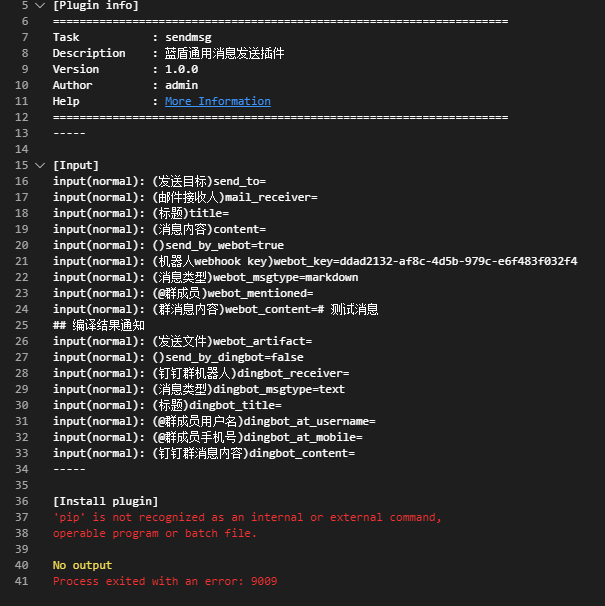 5 [Plugin info]
6 =====================================================================
7 Task : sendmsg
8 Description : 蓝盾通用消息发送插件
9 Version : 1.0.0
10 Author : admin
11 Help : More Information
12 =====================================================================
13 -----
14
15 [Input]
16 input(normal): (发送目标)send_to=
17 input(normal): (邮件接收人)mail_receiver=
18 input(normal): (标题)title=
19 input(normal): (消息内容)content=
20 input(normal): ()send_by_webot=true
21 input(normal): (机器人webhook key)webot_key=ddad2132-af8c-4d5b-979c-e6f483f032f4
22 input(normal): (消息类型)webot_msgtype=markdown
23 input(normal): (@群成员)webot_mentioned=
24 input(normal): (群消息内容)webot_content=# 测试消息
25 ## 编译结果通知
26 input(normal): (发送文件)webot_artifact=
27 input(normal): ()send_by_dingbot=false
28 input(normal): (钉钉群机器人)dingbot_receiver=
29 input(normal): (消息类型)dingbot_msgtype=text
30 input(normal): (标题)dingbot_title=
31 input(normal): (@群成员用户名)dingbot_at_username=
32 input(normal): (@群成员手机号)dingbot_at_mobile=
33 input(normal): (钉钉群消息内容)dingbot_content=
34 -----
35
36 [Install plugin]
37 'pip' is not recognized as an internal or external command,
38 operable program or batch file.
39
40 No output
41 Process exited with an error: 9009